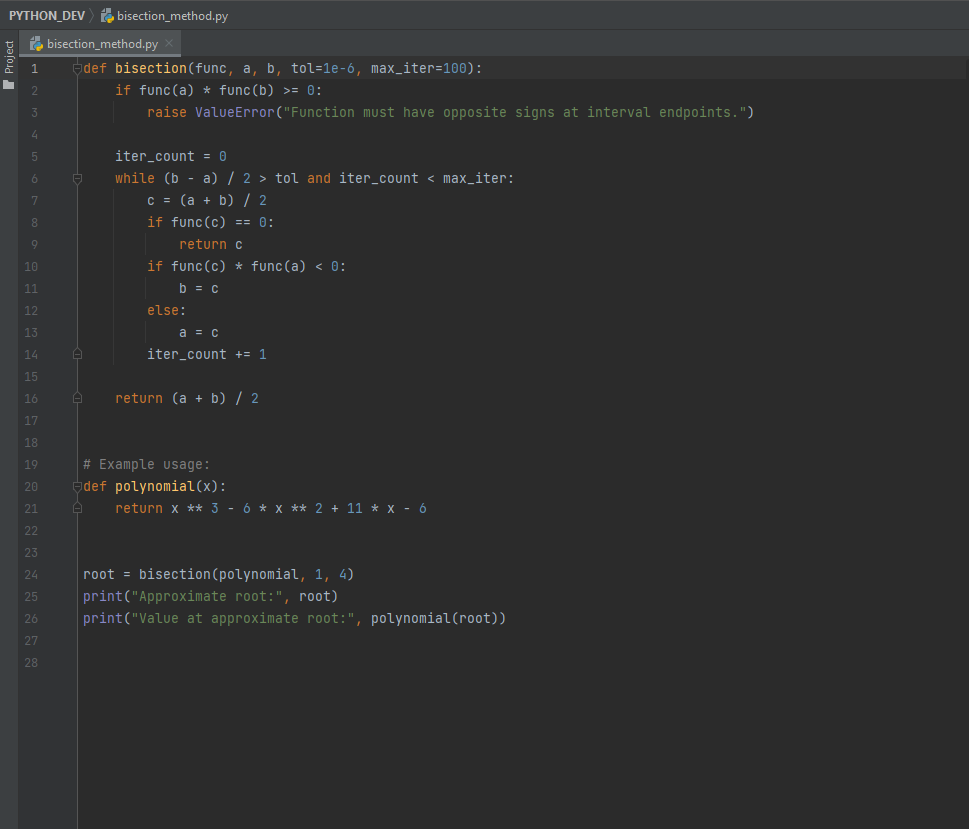 PYTHON_DEV bisection_method.py
bisection_method.py
Project
1 def bisection(func, a, b, tol=1e-6, max_iter=100):
2     if func(a) * func(b) >= 0:
3         raise ValueError("Function must have opposite signs at interval endpoints.")
4
5     iter_count = 0
6     while (b - a) / 2 > tol and iter_count < max_iter:
7         c = (a + b) / 2
8         if func(c) == 0:
9             return c
10         if func(c) * func(a) < 0:
11             b = c
12         else:
13             a = c
14         iter_count += 1
15
16     return (a + b) / 2
17
18
19 # Example usage:
20 def polynomial(x):
21     return x ** 3 - 6 * x ** 2 + 11 * x - 6
22
23
24 root = bisection(polynomial, 1, 4)
25 print("Approximate root:", root)
26 print("Value at approximate root:", polynomial(root))
27
28